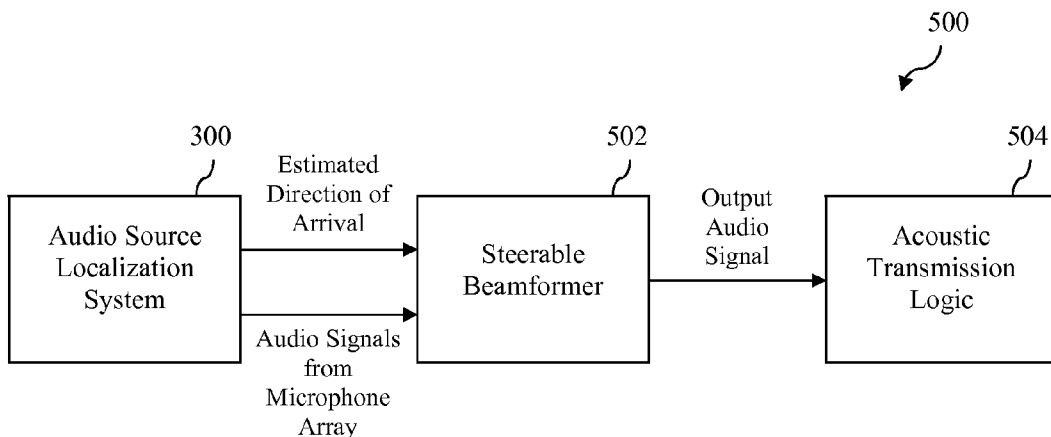 500
300
502
504
Estimated
Direction of
Arrival
Output
Audio
Signal
Audio Source
Localization
System
Steerable
Beamformer
Acoustic
Transmission
Logic
Audio Signals
from
Microphone
Array